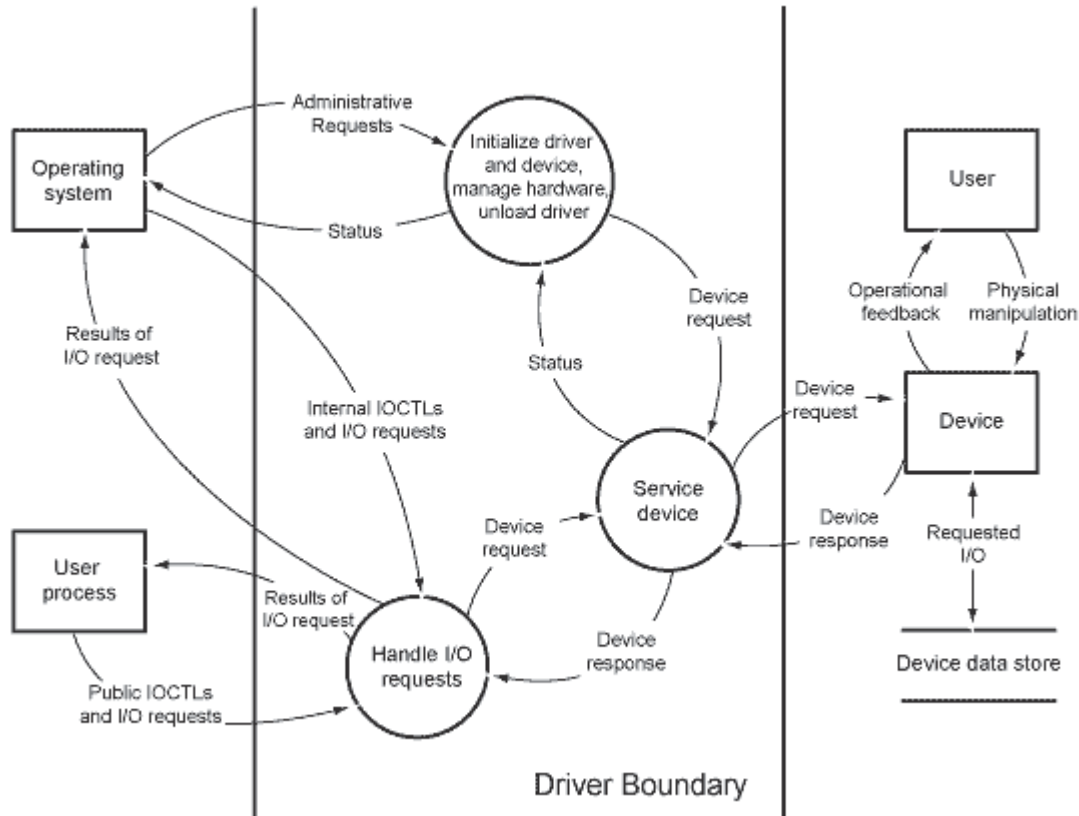 Administrative
Requests
Operating
system
Initialize driver
and device,
manage hardware,
unload driver
User
Status
Device
request
Operational
feedback
Physical
manipulation
Results of
I/O request
Status
Internal IOCTLs
and I/O requests
Device
request
Device
Service
device
Device
request
Device
response
Requested
I/O
User
process
Results of
I/O request
Device
response
Handle I/O
requests
Device data store
Public IOCTLs
and I/O requests
Driver Boundary